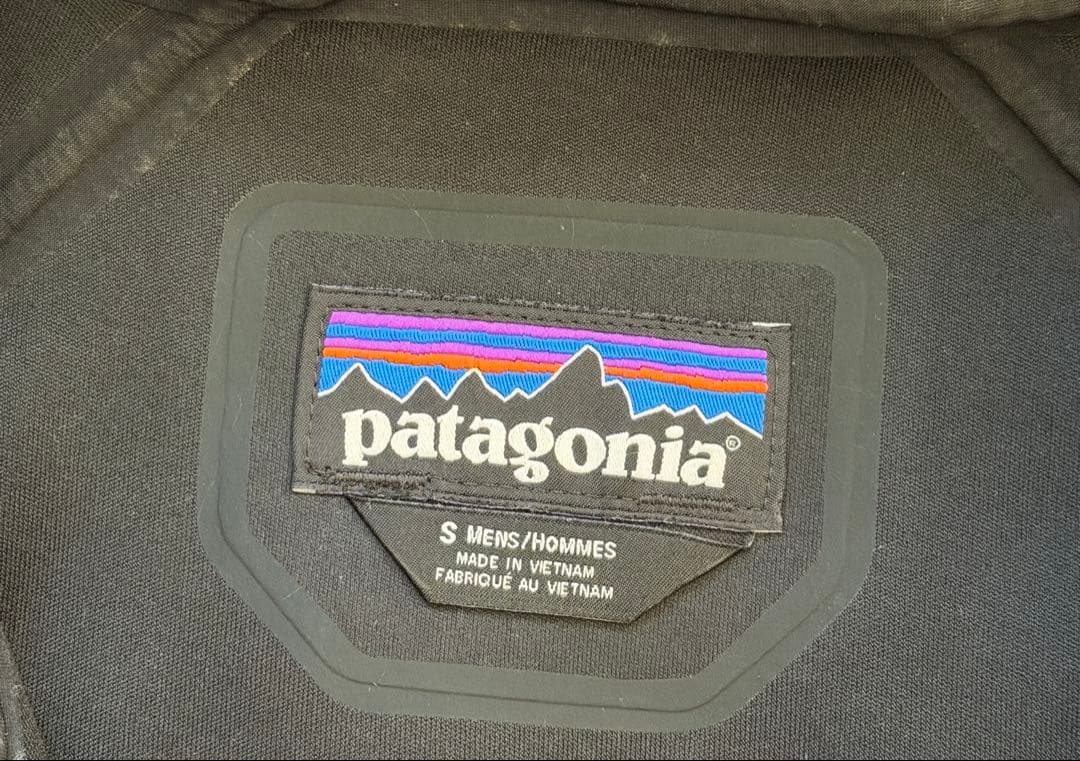 patagonia®
S MENS/HOMMES
MADE IN VIETNAM
FABRIQUÉ AU VIETNAM